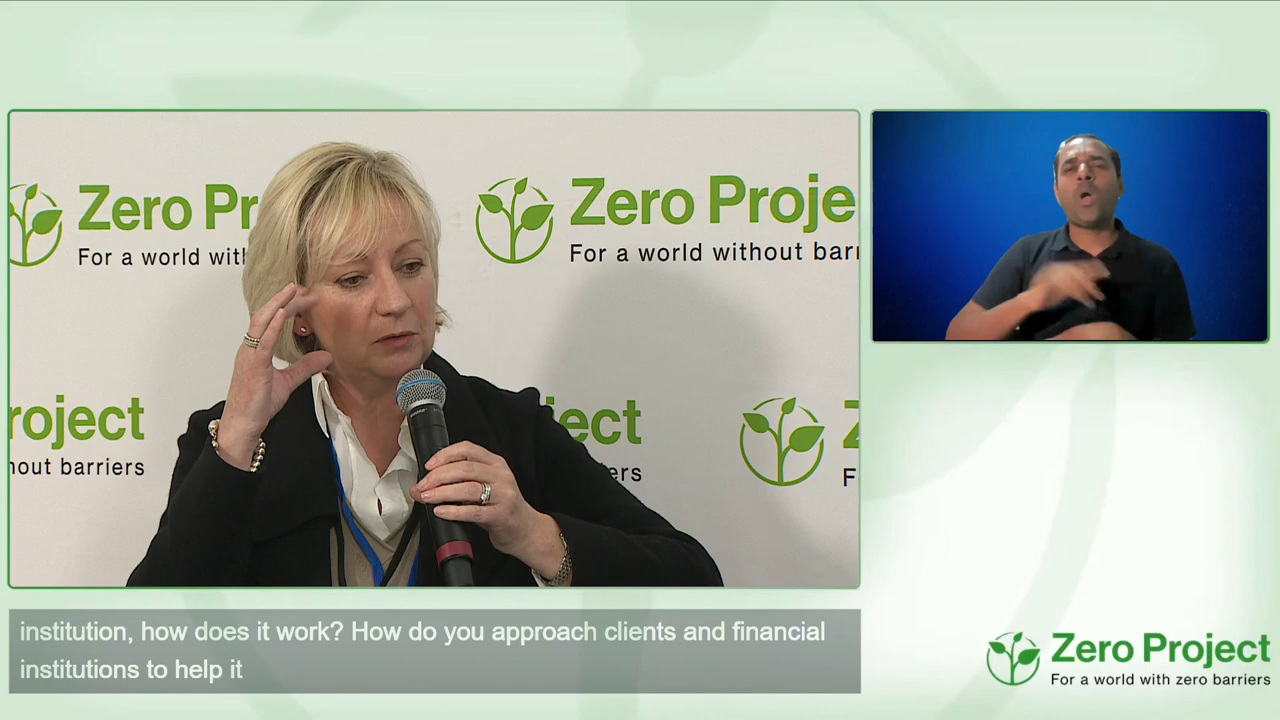 Zero Pr
For a world with
Zero Proje
For a world without barr
roject
hout barriers
ject
ers
Z
F
institution, how does it work? How do you approach clients and financial
institutions to help it
Zero Project
For a world with zero barriers